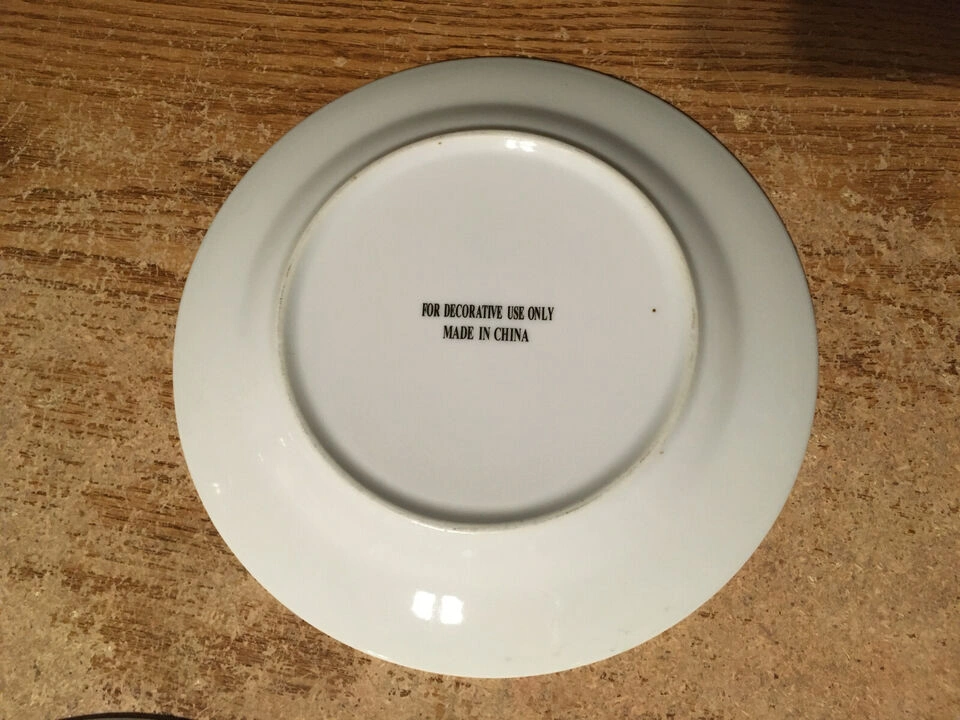 FOR DECORATIVE USE ONLY
MADE IN CHINA